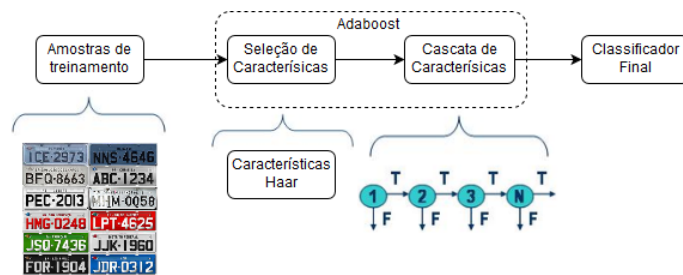 Adaboost
Amostras de
treinamento
Seleção de
Caracterísicas
Cascata de
Caracterísicas
Classificador
Final
Características
Haar
ICE·2973
NNS·4646
BFQ·8663
ABC·1234
PEC·2013
MHM·0058
HMG·0248
LPT·4625
JSO·7436
JJK·1960
FOR·1904
JDR·0312
1 T 2 T 3 T N T
F F F F